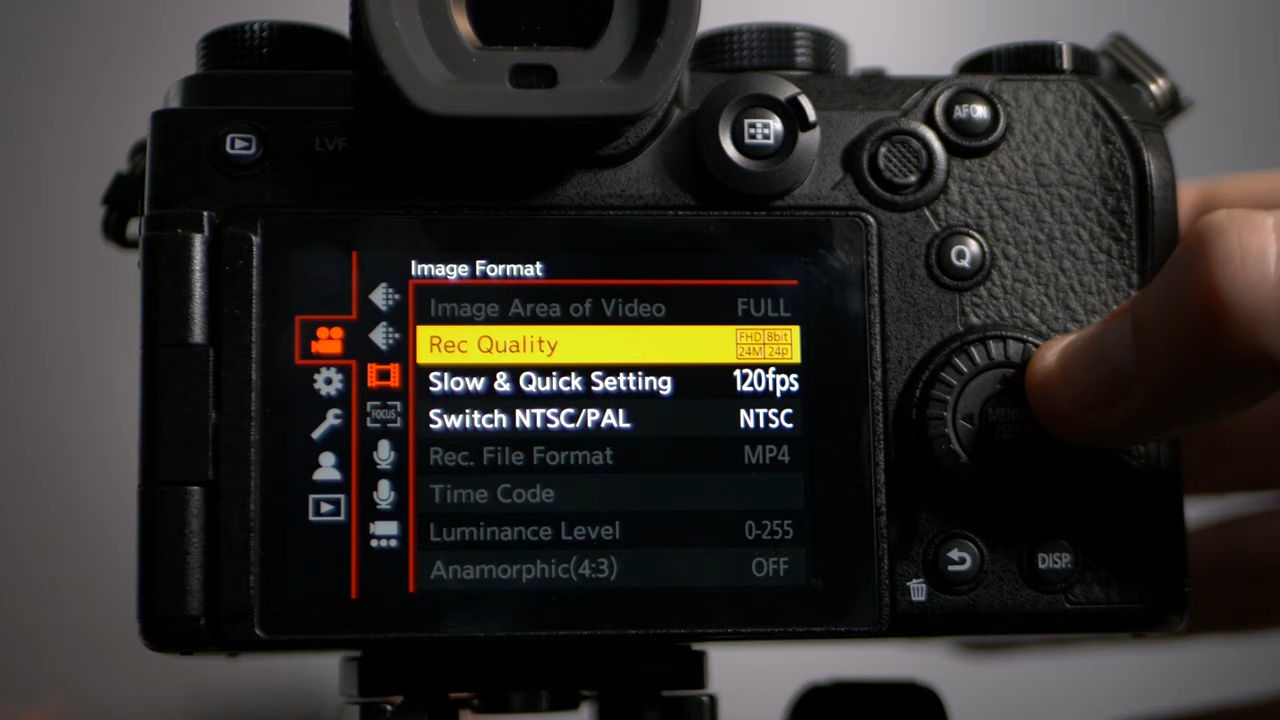 AF ON
LVF
Q
Image Format
Image Area of Video FULL
Rec Quality FHD 8bit
24M 24p
Slow & Quick Setting 120fps
Switch NTSC/PAL NTSC
FOCUS
MENU
/SET
Rec. File Format MP4
Time Code
Luminance Level 0-255
Anamorphic(4:3) OFF
DISP.